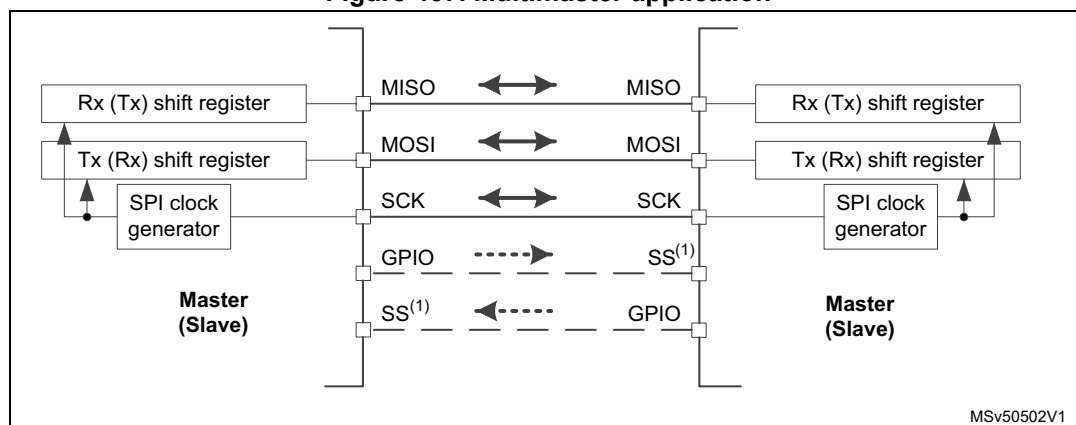 Figure Multimaster application
MISO MISO
Rx (Tx) shift register Rx (Tx) shift register
MOSI MOSI
Tx (Rx) shift register Tx (Rx) shift register
SPI clock SCK SCK SPI clock
generator generator
GPIO SS(1)
Master Master
(Slave) SS(1) GPIO (Slave)
MSv50502V1